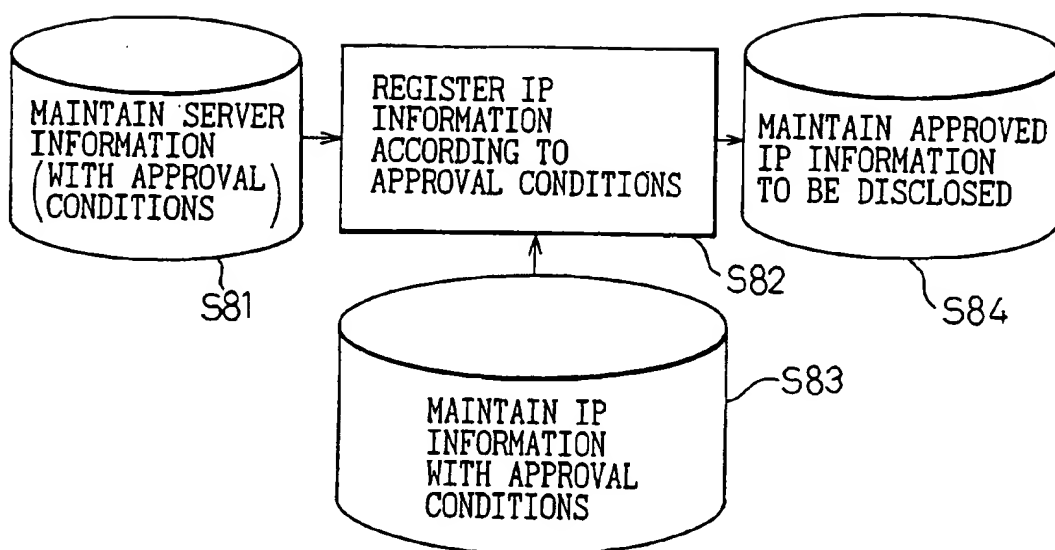 MAINTAIN SERVER
INFORMATION
(WITH APPROVAL
CONDITIONS)
S81
REGISTER IP
INFORMATION
ACCORDING TO
APPROVAL CONDITIONS
S82
MAINTAIN APPROVED
IP INFORMATION
TO BE DISCLOSED
S84
MAINTAIN IP
INFORMATION
WITH APPROVAL
CONDITIONS
S83